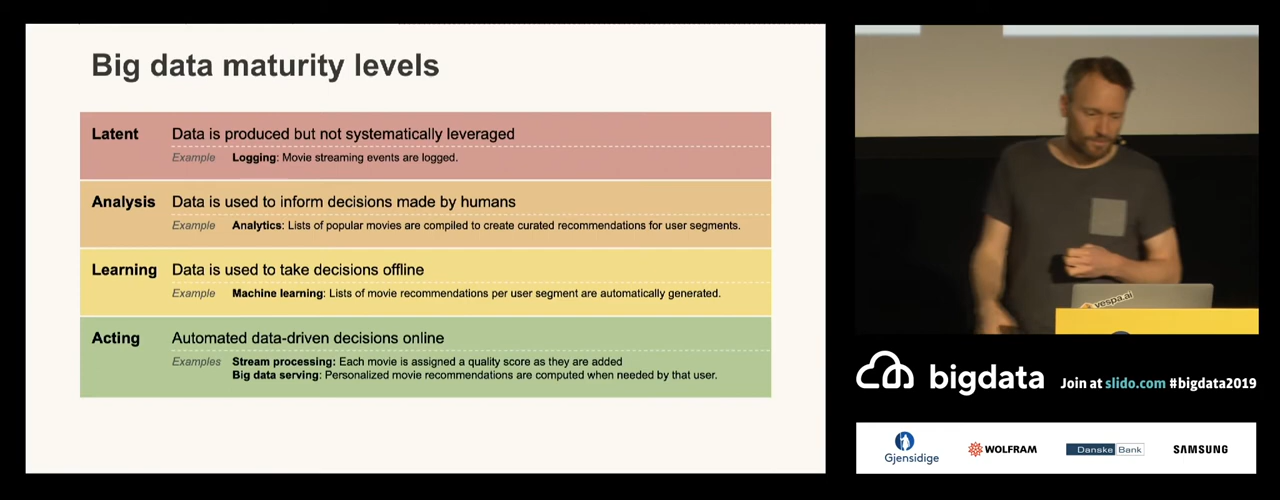 Big data maturity levels
Latent Data is produced but not systematically leveraged
Example Logging: Movie streaming events are logged.
Analysis Data is used to inform decisions made by humans
Example Analytics: Lists of popular movies are compiled to create curated recommendations for user segments.
Learning Data is used to take decisions offline
Example Machine learning: Lists of movie recommendations per user segment are automatically generated.
Acting Automated data-driven decisions online
Examples Stream processing: Each movie is assigned a quality score as they are added
Big data serving: Personalized movie recommendations are computed when needed by that user.
vespa.ai
bigdata Join at slido.com #bigdata2019
Gjensidige WOLFRAM Danske Bank SAMSUNG